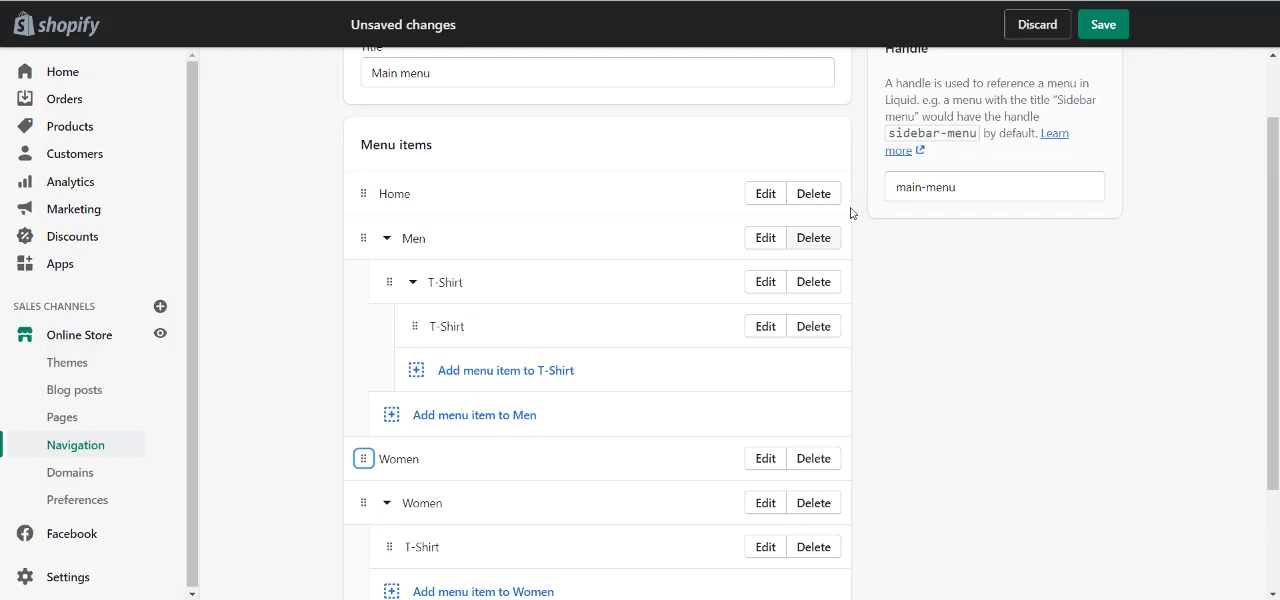 shopify
Unsaved changes
Discard
Save
Home
Orders
Products
Customers
Analytics
Marketing
Discounts
Apps
SALES CHANNELS
Online Store
Themes
Blog posts
Pages
Navigation
Domains
Preferences
Facebook
Settings
Title
Main menu
Menu items
Home
Edit
Delete
Men
Edit
Delete
T-Shirt
Edit
Delete
T-Shirt
Edit
Delete
Add menu item to T-Shirt
Add menu item to Men
Women
Edit
Delete
Women
Edit
Delete
T-Shirt
Edit
Delete
Add menu item to Women
Handle
A handle is used to reference a menu in
Liquid. e.g. a menu with the title “Sidebar
menu” would have the handle
sidebar-menu by default. Learn
more
main-menu